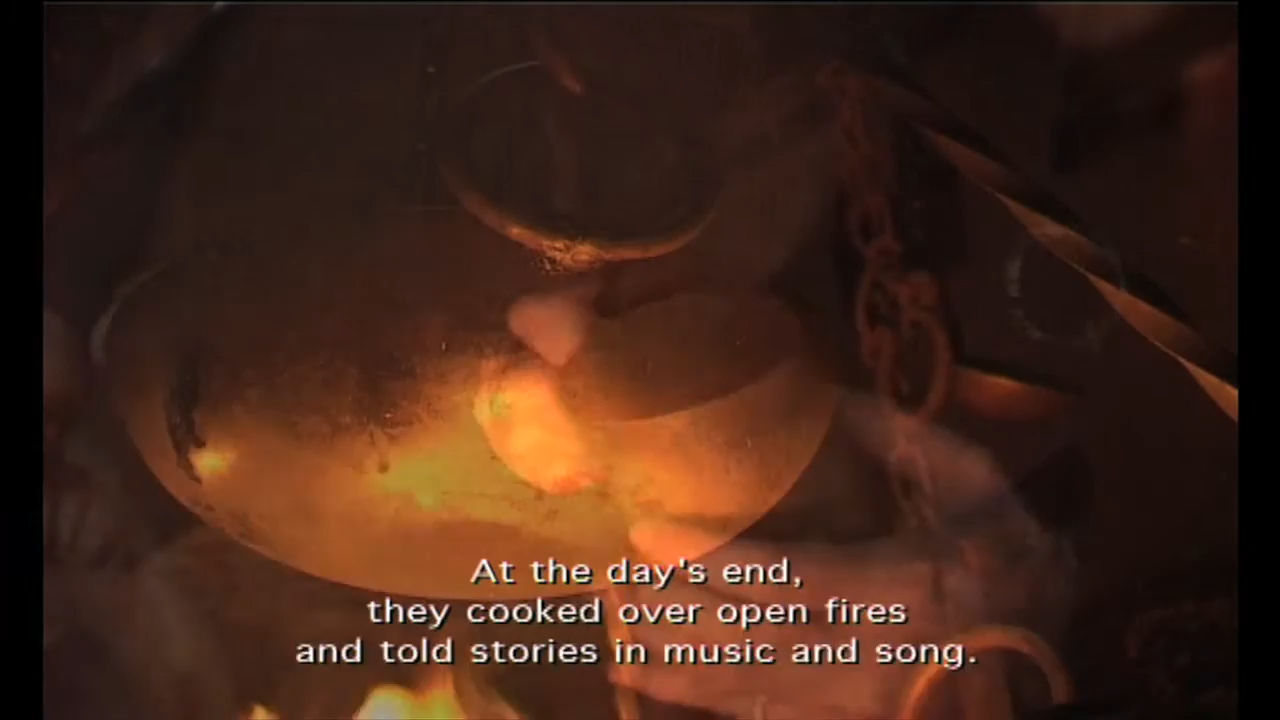 At the day's end,
they cooked over open fires
and told stories in music and song.